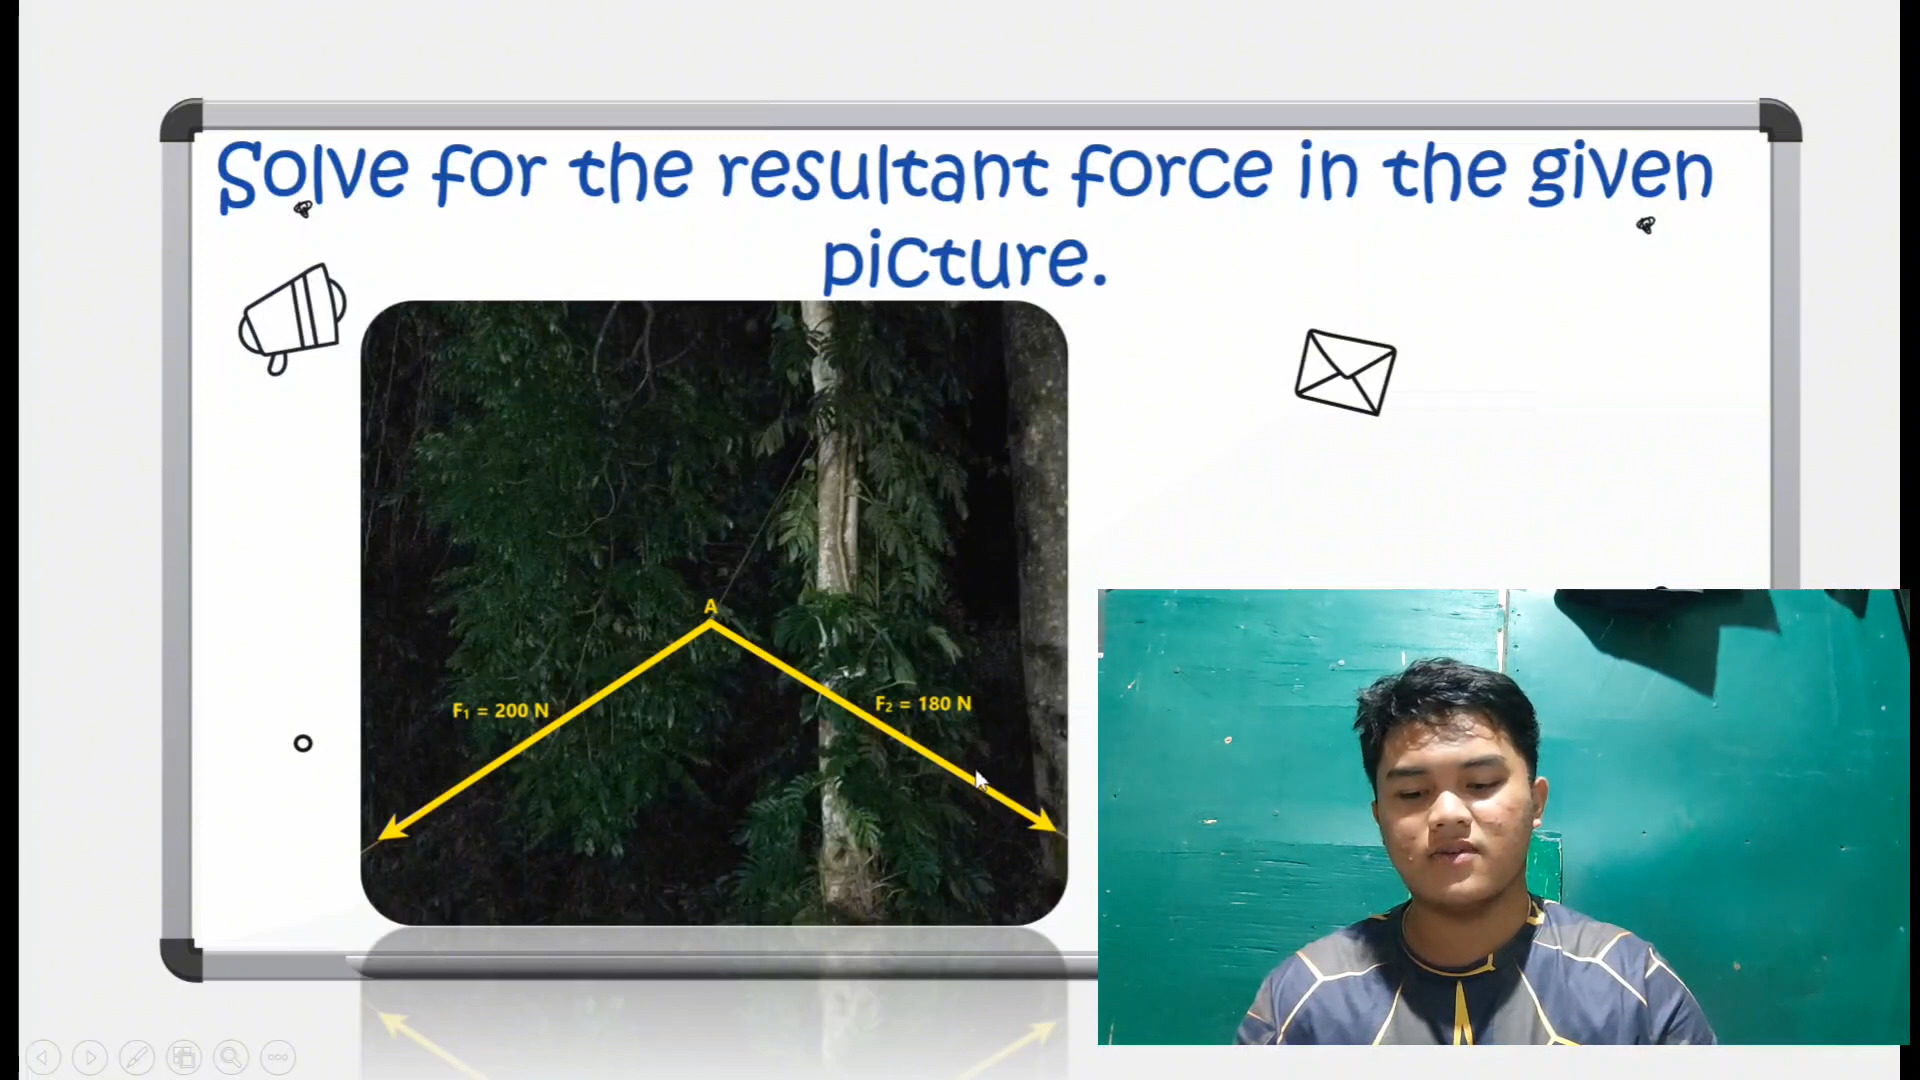 Solve for the resultant force in the given
picture.
A
F₁ = 200 N
F₂ = 180 N